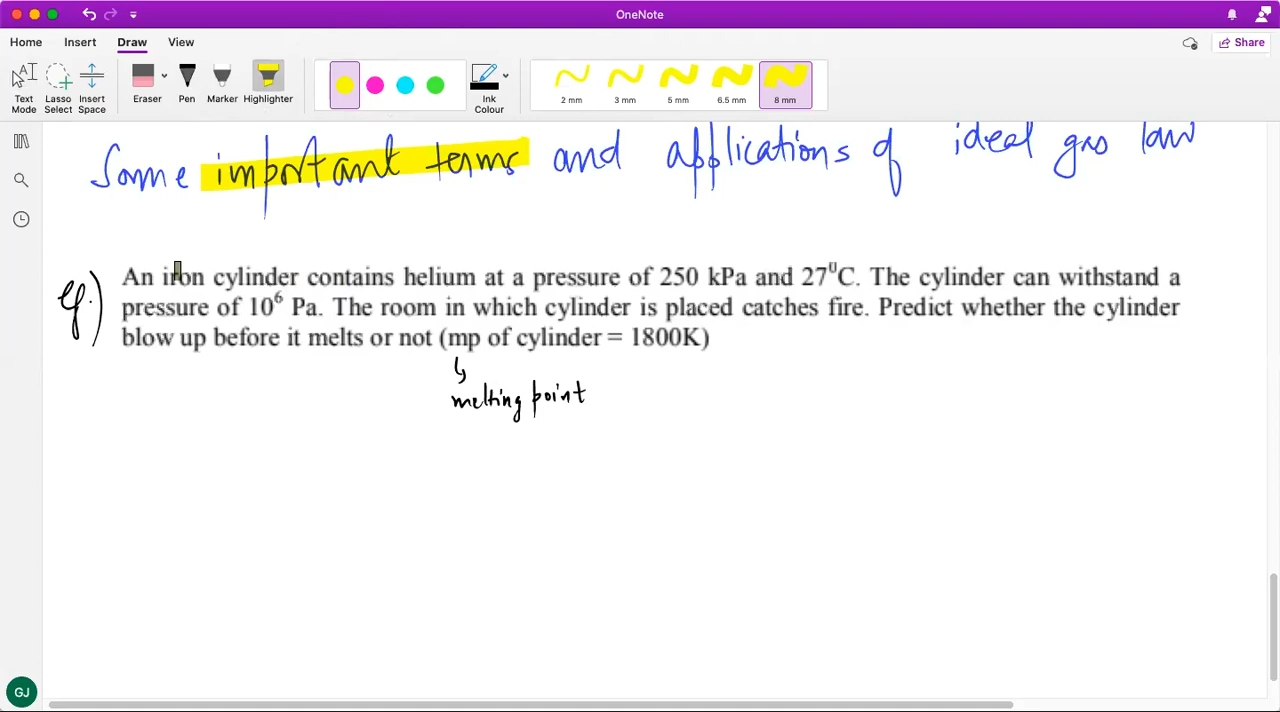 OneNote
Home Insert Draw View
Share
Text Mode
Lasso Select
Insert Space
Eraser
Pen
Marker
Highlighter
Ink Colour
2 mm
3 mm
5 mm
6.5 mm
8 mm
Some important terms and applications of ideal gas law
eg.) An iron cylinder contains helium at a pressure of 250 kPa and 27⁰C. The cylinder can withstand a
pressure of 10⁶ Pa. The room in which cylinder is placed catches fire. Predict whether the cylinder
blow up before it melts or not (mp of cylinder = 1800K)
melting point
GJ